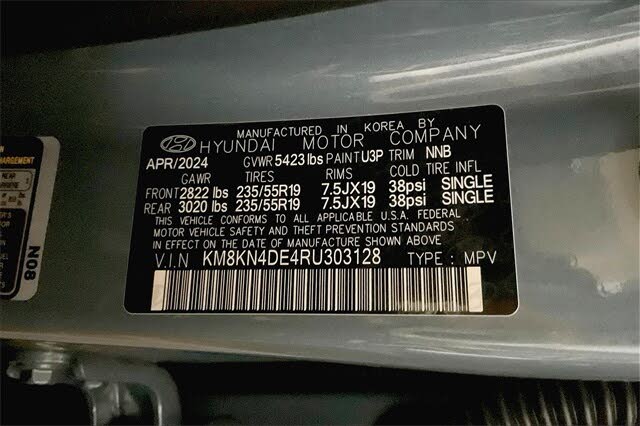 MANUFACTURED IN KOREA BY
HYUNDAI MOTOR COMPANY
APR/2024 GVWR 5423 lbs PAINT U3P TRIM NNB
GAWR TIRES RIMS COLD TIRE INFL
FRONT 2822 lbs 235/55R19 7.5JX19 38psi SINGLE
REAR 3020 lbs 235/55R19 7.5JX19 38psi SINGLE
THIS VEHICLE CONFORMS TO ALL APPLICABLE U.S.A. FEDERAL
MOTOR VEHICLE SAFETY AND THEFT PREVENTION STANDARDS
IN EFFECT ON THE DATE OF MANUFACTURE SHOWN ABOVE
V.I.N KM8KN4DE4RU303128 TYPE : MPV
N08